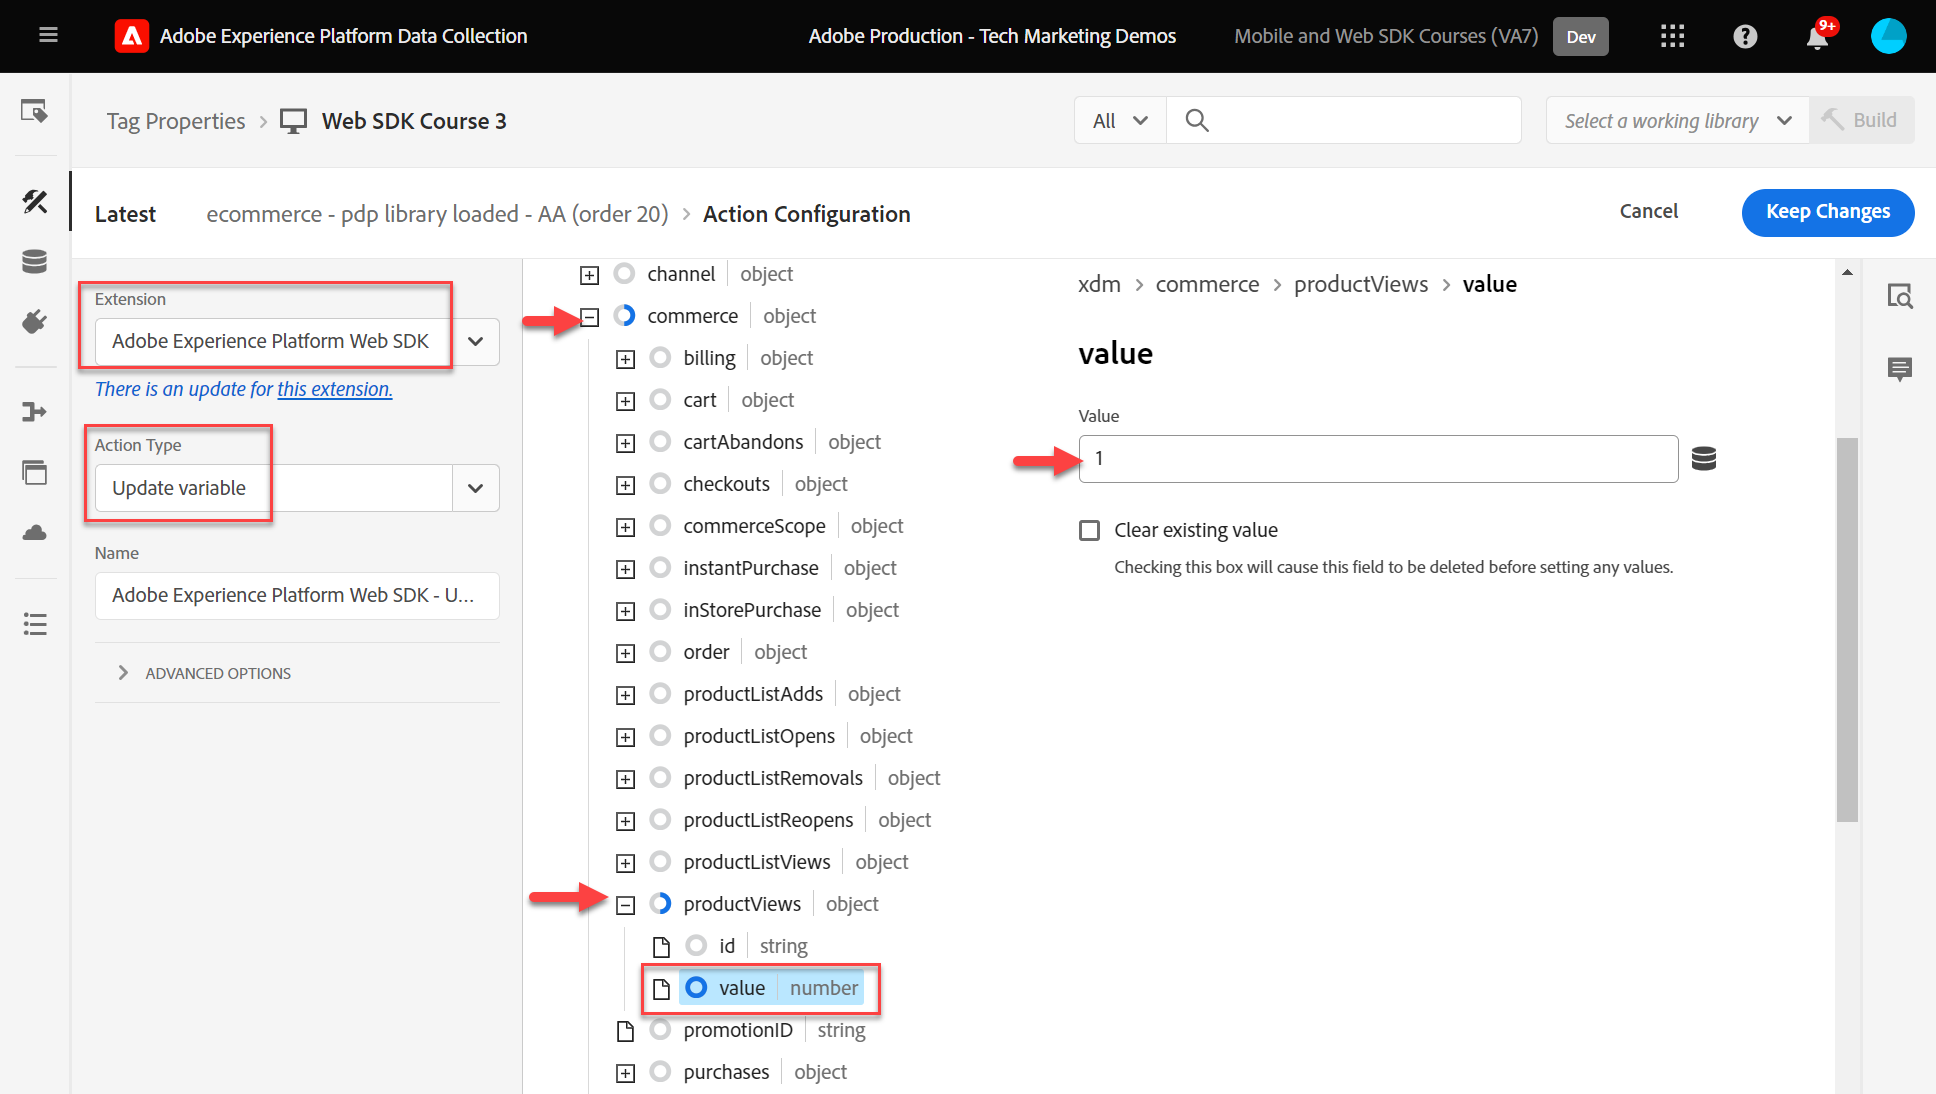 Adobe Experience Platform Data Collection
Adobe Production - Tech Marketing Demos
Mobile and Web SDK Courses (VA7)
Dev
9+
Tag Properties
Web SDK Course 3
All
Select a working library
Build
Latest
ecommerce - pdp library loaded - AA (order 20)
Action Configuration
Cancel
Keep Changes
Extension
Adobe Experience Platform Web SDK
There is an update for this extension.
Action Type
Update variable
Name
Adobe Experience Platform Web SDK - U...
ADVANCED OPTIONS
channel object
commerce object
billing object
cart object
cartAbandons object
checkouts object
commerceScope object
instantPurchase object
inStorePurchase object
order object
productListAdds object
productListOpens object
productListRemovals object
productListReopens object
productListViews object
productViews object
id string
value number
promotionID string
purchases object
xdm > commerce > productViews > value
value
Value
1
Clear existing value
Checking this box will cause this field to be deleted before setting any values.